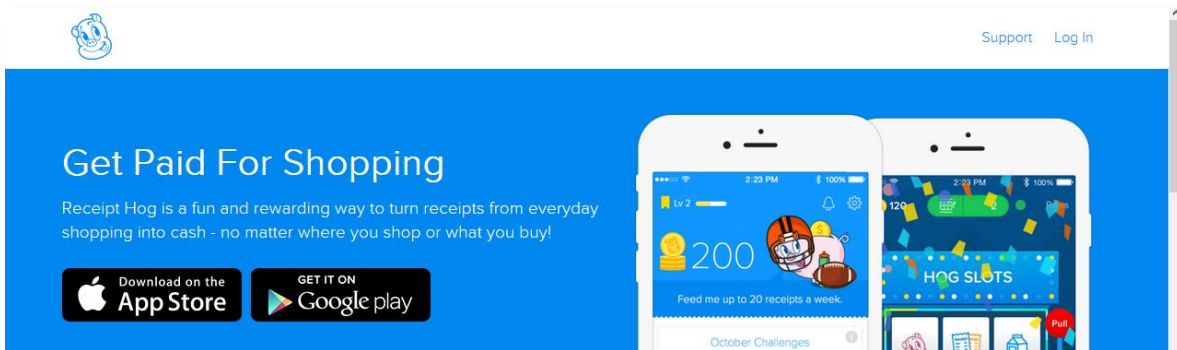 Support Log In
Get Paid For Shopping
Receipt Hog is a fun and rewarding way to turn receipts from everyday
shopping into cash - no matter where you shop or what you buy!
Download on the
App Store
GET IT ON
Google play
2:23 PM 100%
Lv 2
200
Feed me up to 20 receipts a week.
October Challenges
2:23 PM 100%
120 2
HOG SLOTS
Pull